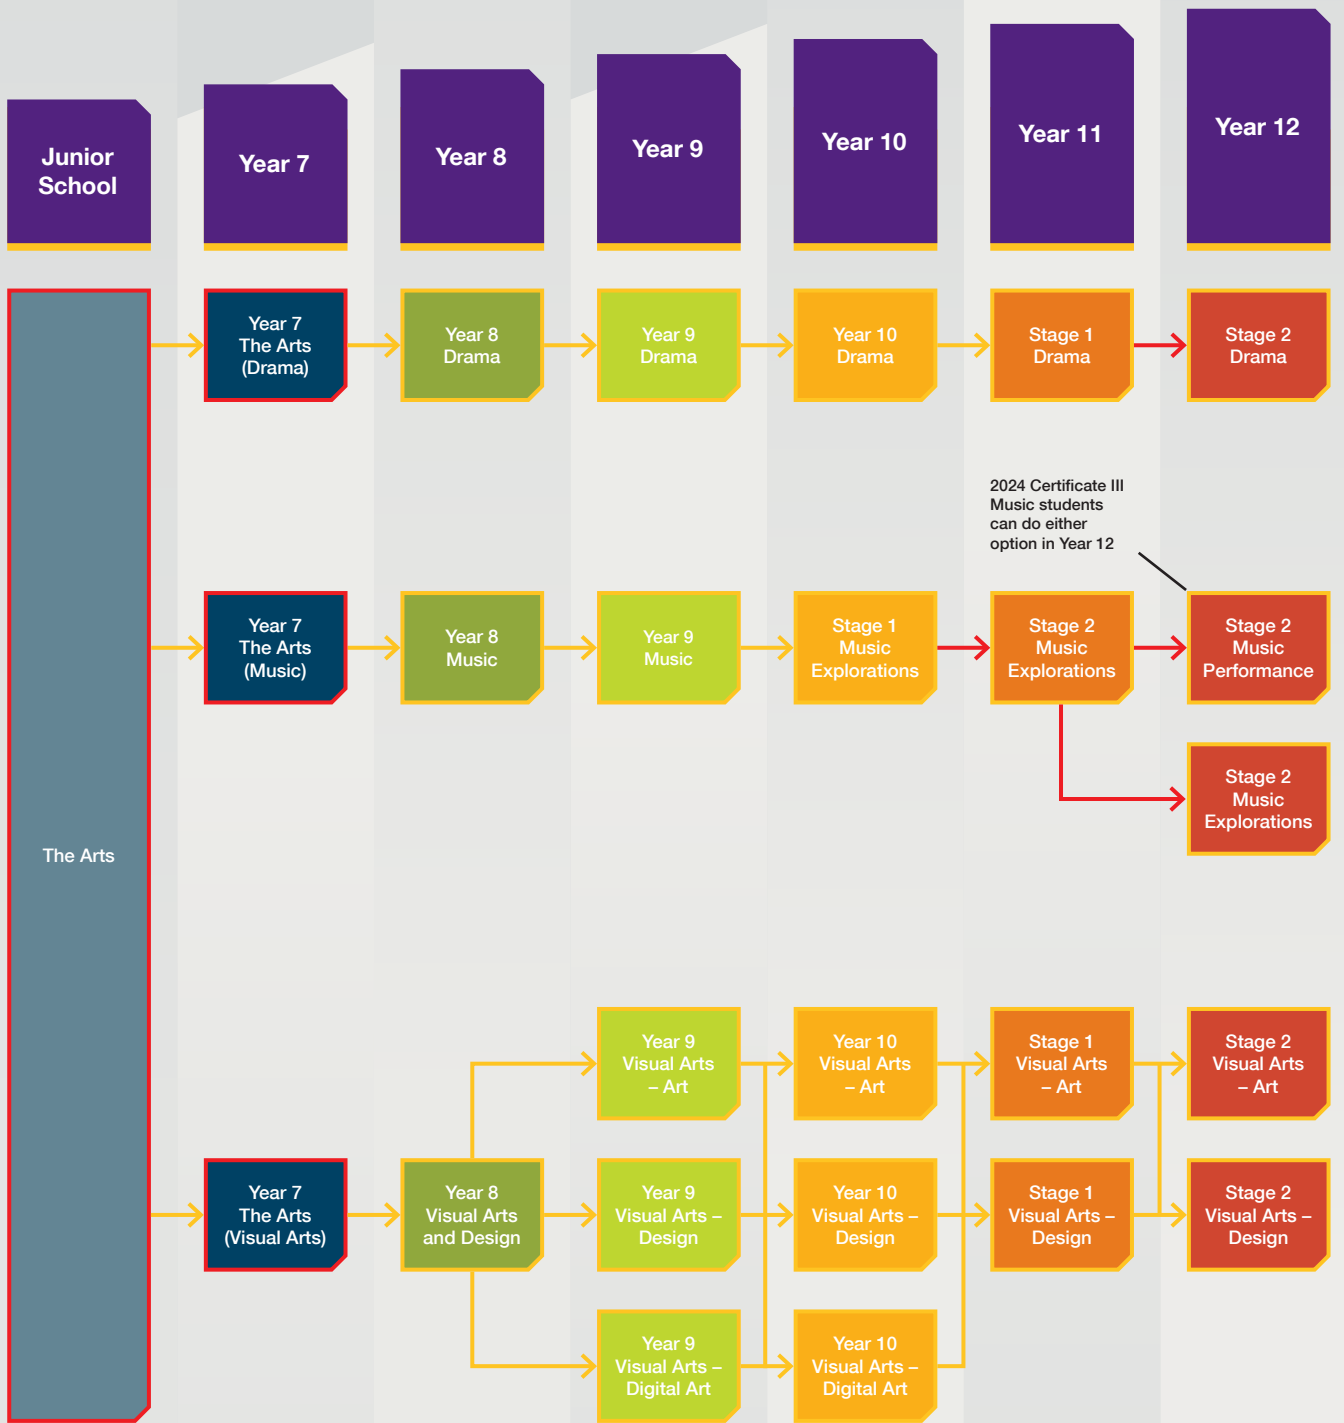 Junior
School
Year 7
Year 8
Year 9
Year 10
Year 11
Year 12
The Arts
Year 7
The Arts
(Drama)
Year 8
Drama
Year 9
Drama
Year 10
Drama
Stage 1
Drama
Stage 2
Drama
2024 Certificate III
Music students
can do either
option in Year 12
Year 7
The Arts
(Music)
Year 8
Music
Year 9
Music
Stage 1
Music
Explorations
Stage 2
Music
Explorations
Stage 2
Music
Performance
Stage 2
Music
Explorations
Year 9
Visual Arts
– Art
Year 10
Visual Arts
– Art
Stage 1
Visual Arts
– Art
Stage 2
Visual Arts
– Art
Year 7
The Arts
(Visual Arts)
Year 8
Visual Arts
and Design
Year 9
Visual Arts –
Design
Year 10
Visual Arts –
Design
Stage 1
Visual Arts –
Design
Stage 2
Visual Arts –
Design
Year 9
Visual Arts –
Digital Art
Year 10
Visual Arts –
Digital Art